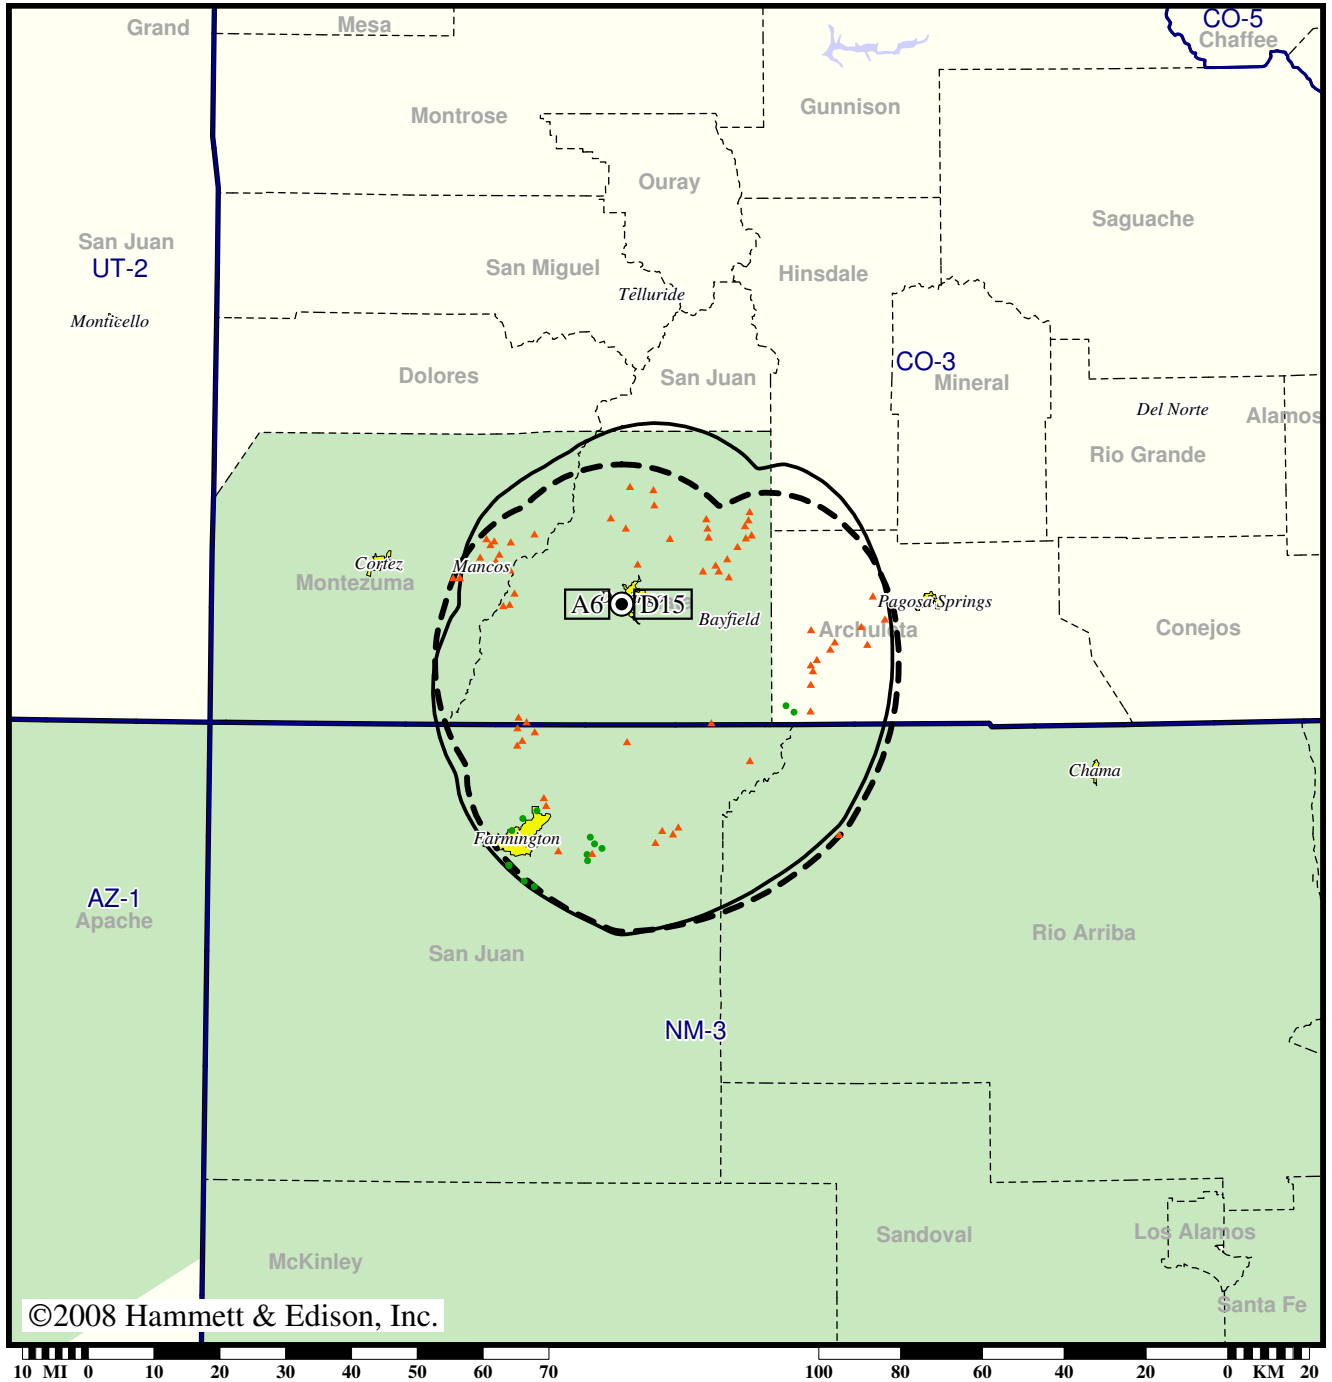 CO-5
Grand
Mesa
Chaffee
Montrose
Gunnison
Ouray
Saguache
San Juan
UT-2
San Miguel
Hinsdale
Telluride
Monticello
CO-3
Dolores
San Juan
Mineral
Del Norte
Alamos
Rio Grande
Cortez
Mancos
Montezuma
A6
D15
Pagosa Springs
Bayfield
Archuleta
Conejos
Chama
Farmington
AZ-1
Apache
San Juan
Rio Arriba
NM-3
Sandoval
Los Alamos
McKinley
Santa Fe
©2008 Hammett & Edison, Inc.
10 MI 0 10 20 30 40 50 60 70
100 80 60 40 20 0 KM 20